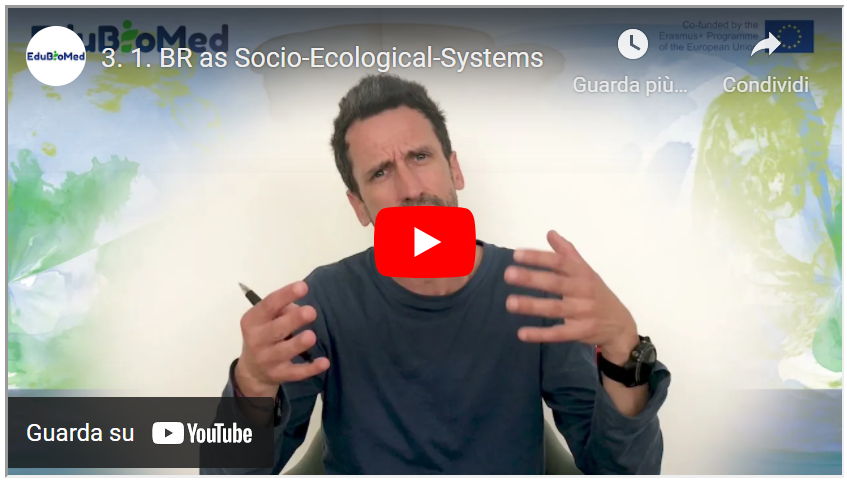 EduBioMed
Co-funded by the
Erasmus+ Programme
of the European Union
EduBioMed
3. 1. BR as Socio-Ecological-Systems
Guarda più...
Condividi
Guarda su YouTube